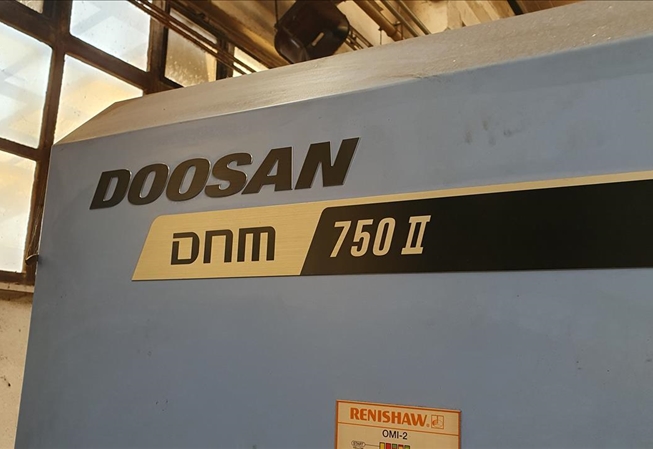 DOOSAN
DNM 750 II
RENISHAW
OMI-2